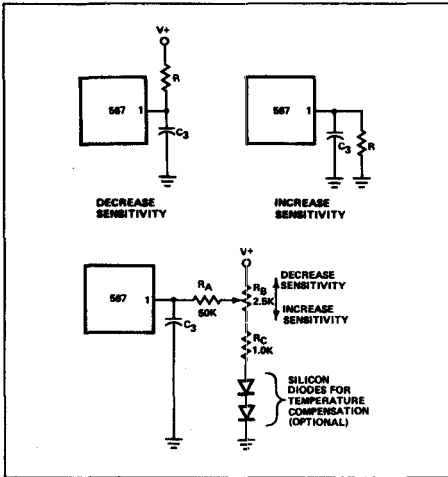 V+
R
567
1
C3
DECREASE
SENSITIVITY
567
1
C3
R
INCREASE
SENSITIVITY
V+
567
1
RA
50K
C3
RB
2.5K
DECREASE
SENSITIVITY
INCREASE
SENSITIVITY
RC
1.0K
SILICON
DIODES FOR
TEMPERATURE
COMPENSATION
(OPTIONAL)